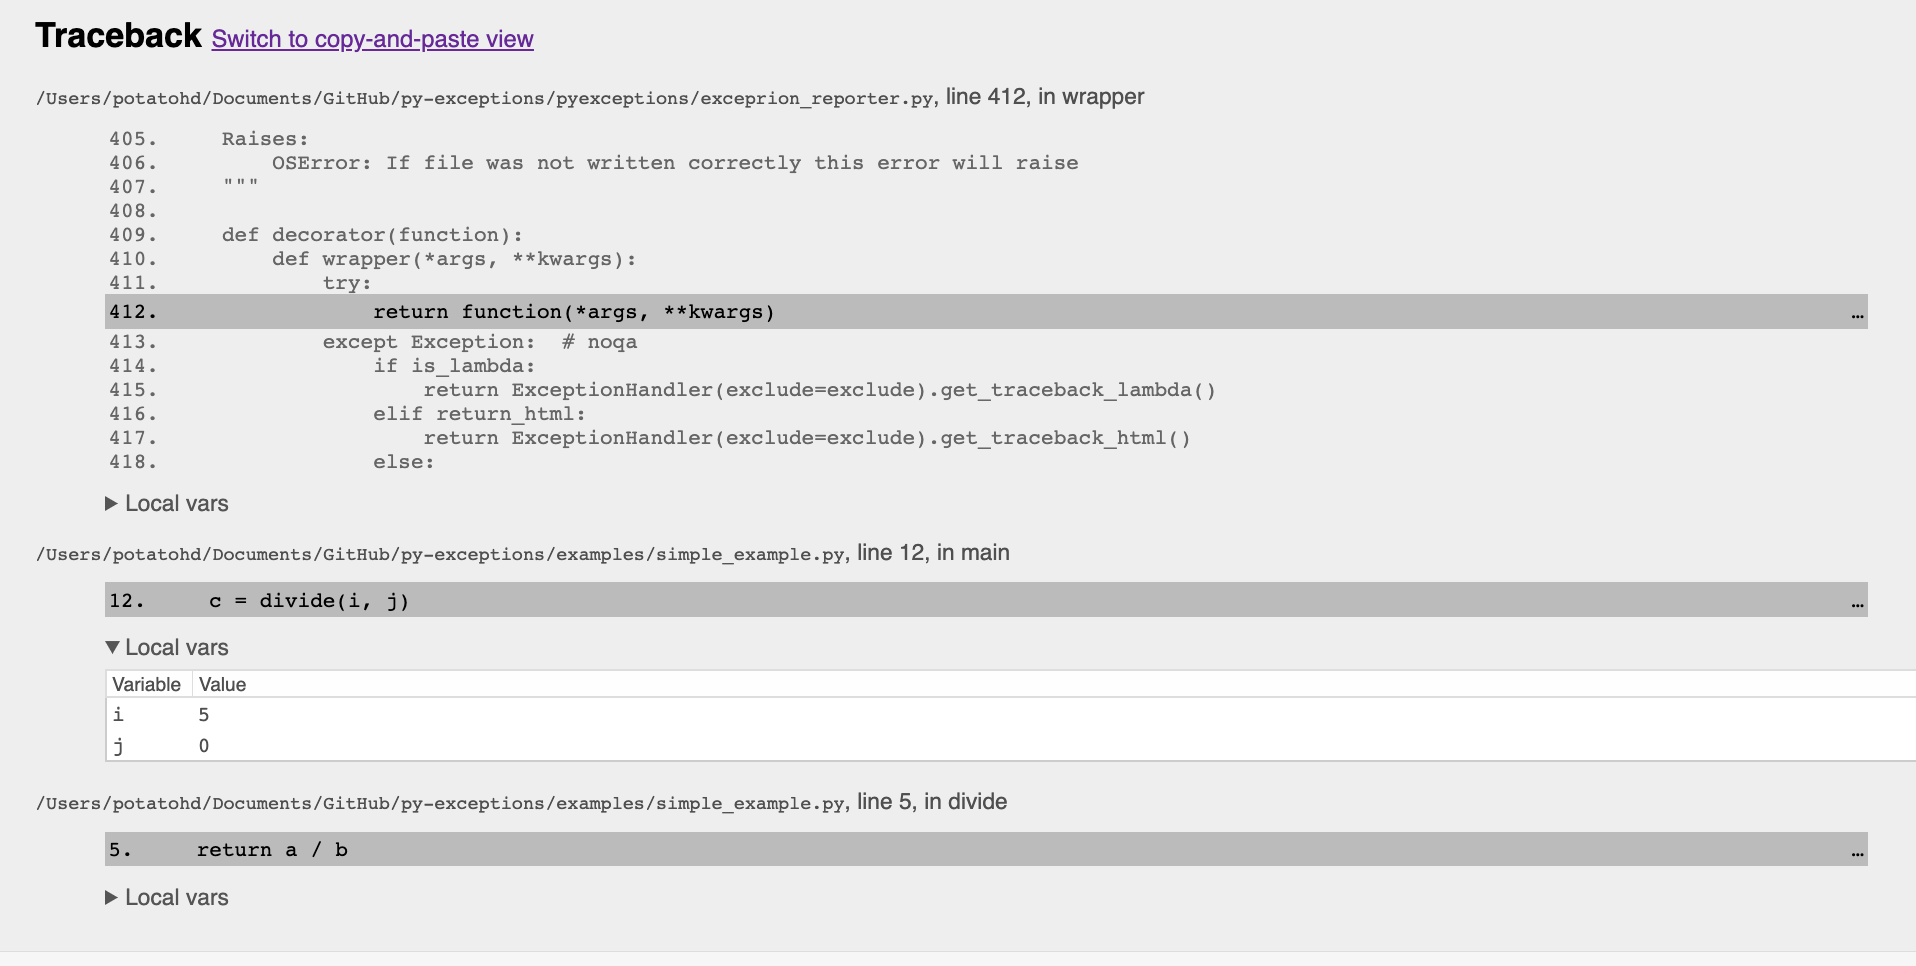 Traceback Switch to copy-and-paste view
/Users/potatohd/Documents/GitHub/py-exceptions/pyexceptions/exceprion_reporter.py, line 412, in wrapper
405.     Raises:
406.         OSError: If file was not written correctly this error will raise
407.     """
408.
409.     def decorator(function):
410.         def wrapper(*args, **kwargs):
411.             try:
412.                 return function(*args, **kwargs) …
413.             except Exception:  # noqa
414.                 if is_lambda:
415.                     return ExceptionHandler(exclude=exclude).get_traceback_lambda()
416.                 elif return_html:
417.                     return ExceptionHandler(exclude=exclude).get_traceback_html()
418.                 else:
▶ Local vars
/Users/potatohd/Documents/GitHub/py-exceptions/examples/simple_example.py, line 12, in main
12.     c = divide(i, j) …
▼ Local vars
Variable Value
i 5
j 0
/Users/potatohd/Documents/GitHub/py-exceptions/examples/simple_example.py, line 5, in divide
5.     return a / b …
▶ Local vars